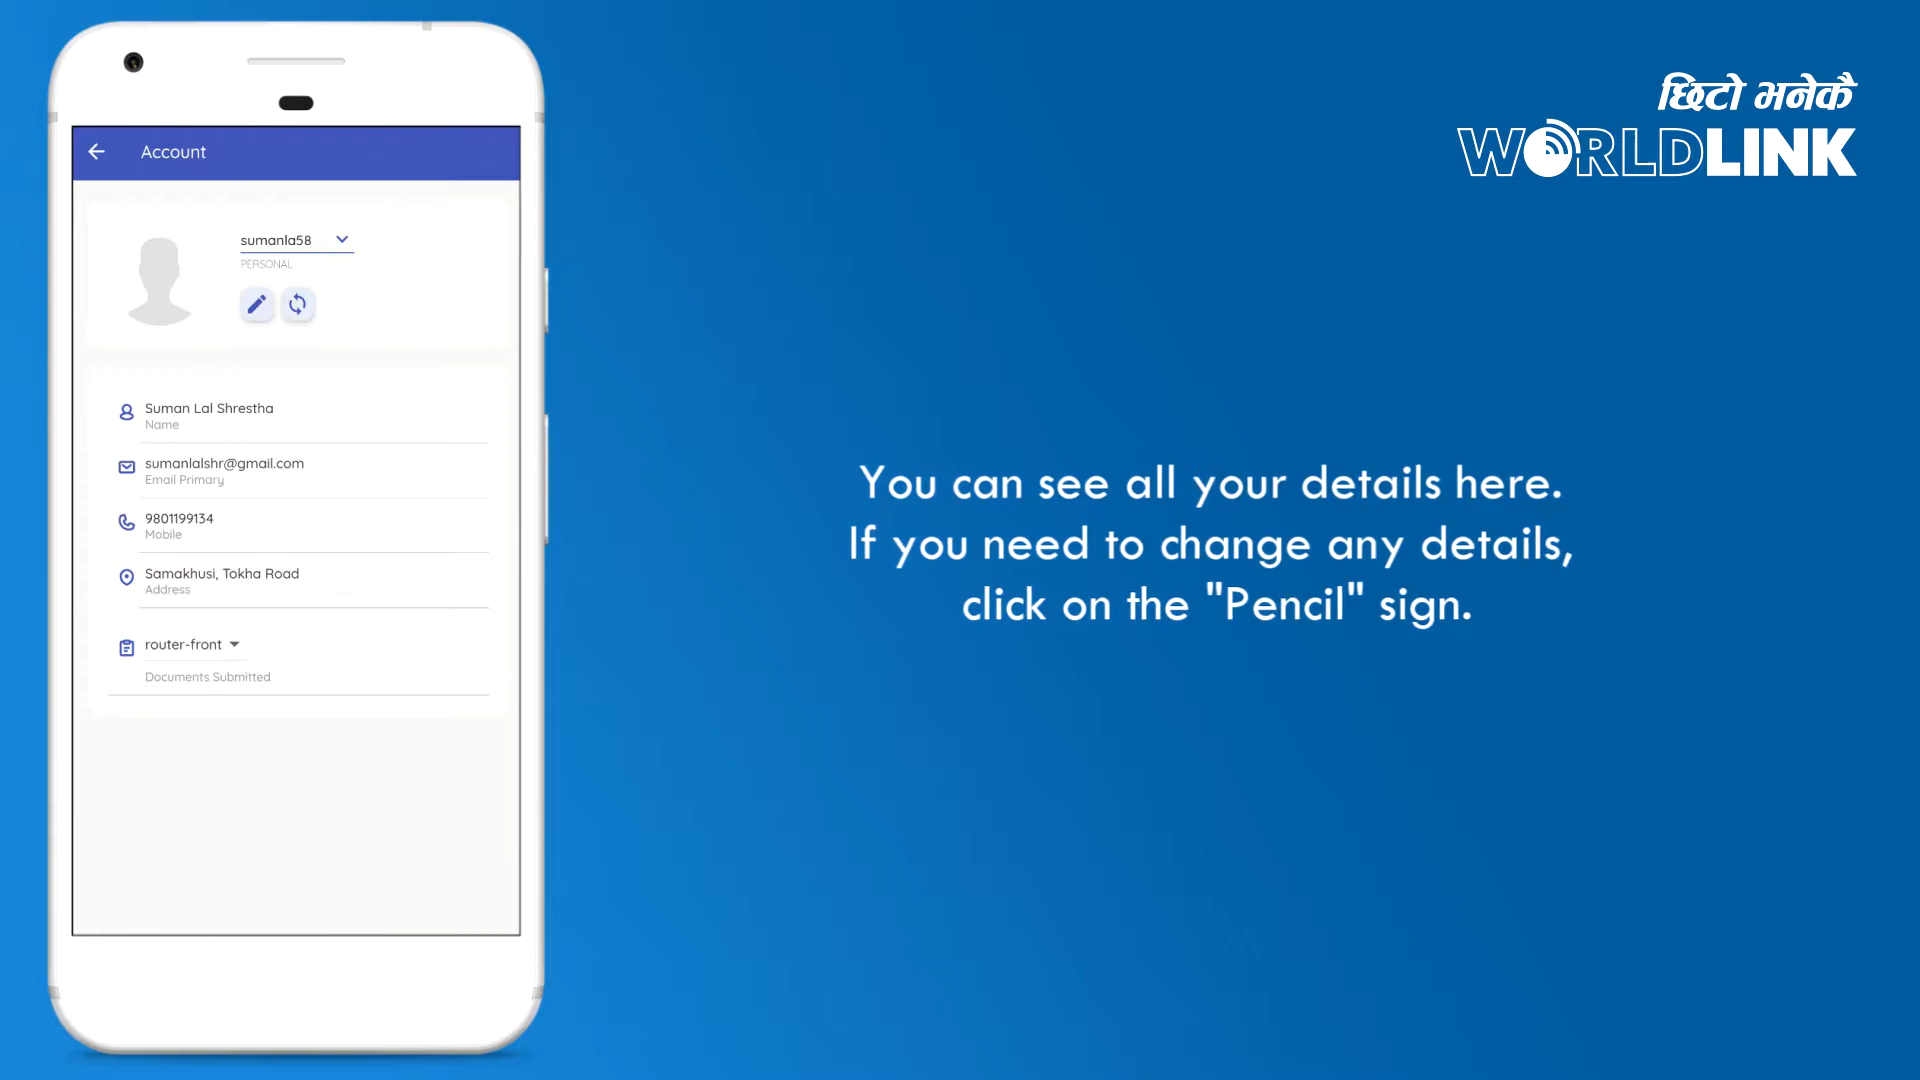 Account
sumanla58
PERSONAL
Suman Lal Shrestha
Name
sumanlalshr@gmail.com
Email Primary
9801199134
Mobile
Samakhusi, Tokha Road
Address
router-front
Documents Submitted
छिटो भनेकै
WORLDLINK
You can see all your details here.
If you need to change any details,
click on the "Pencil" sign.